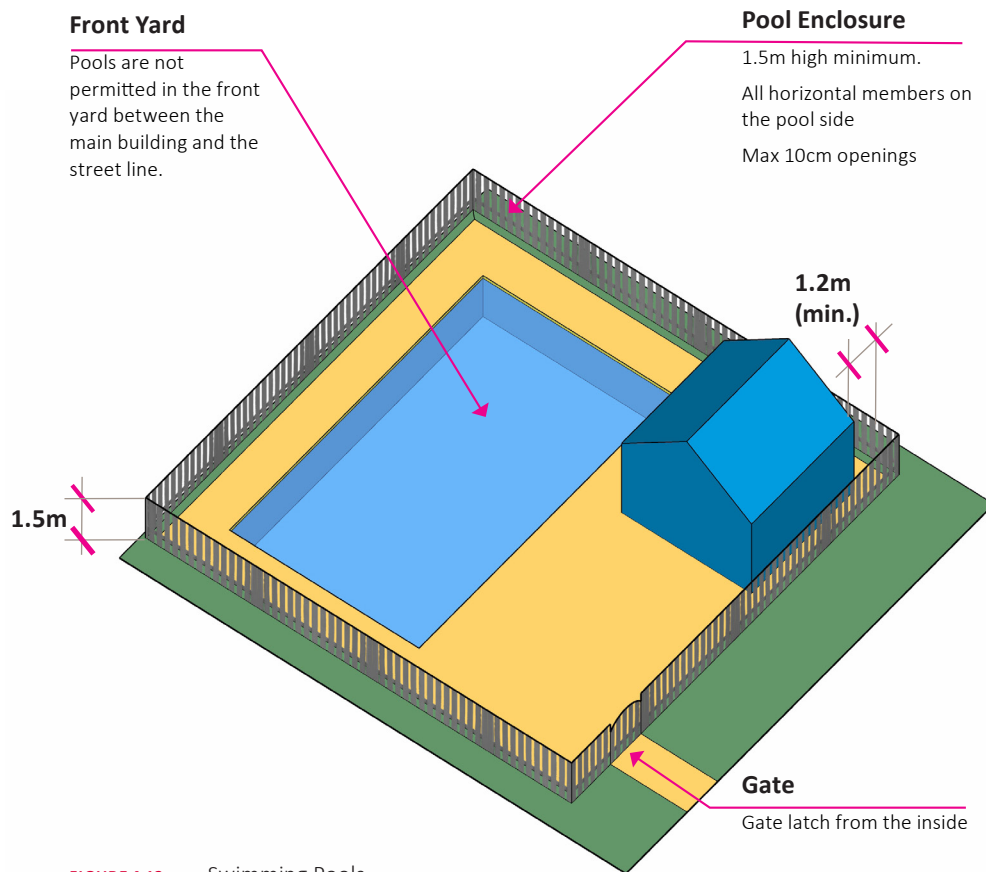 Front Yard
Pools are not
permitted in the front
yard between the
main building and the
street line.
Pool Enclosure
1.5m high minimum.
All horizontal members on
the pool side
Max 10cm openings
1.2m
(min.)
1.5m
Gate
Gate latch from the inside
Swimming Pools